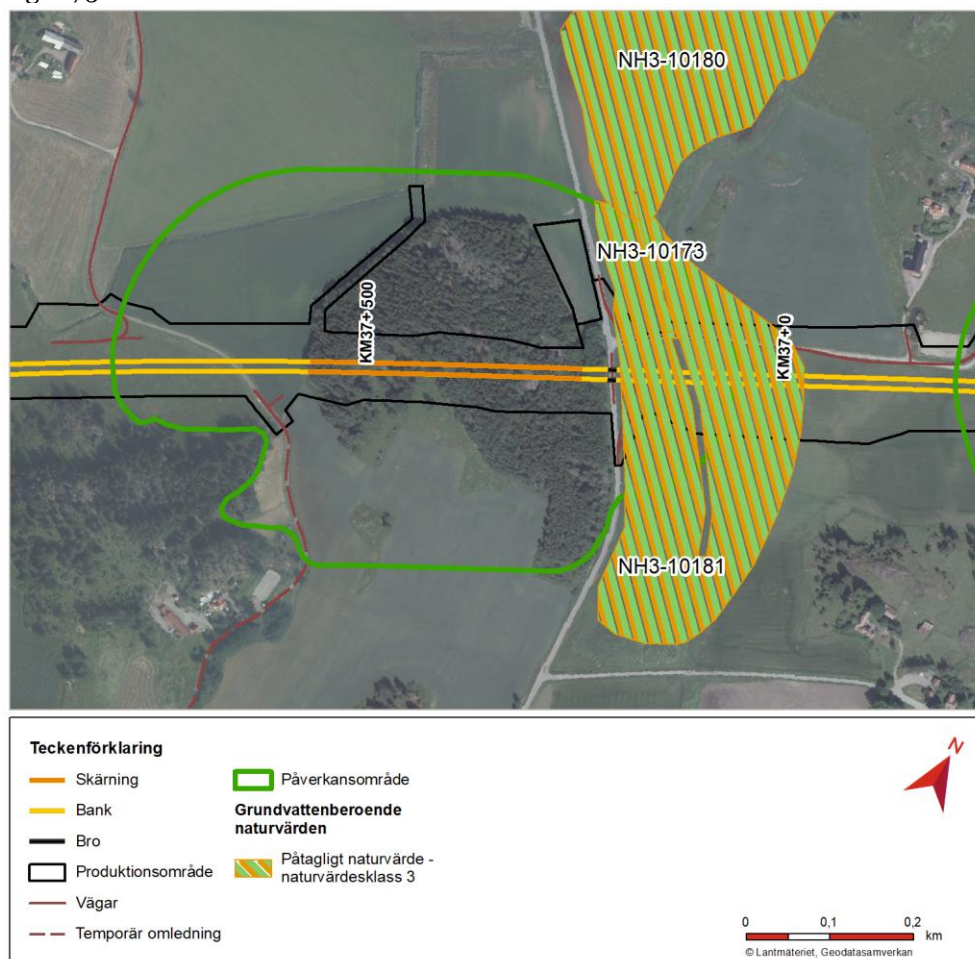 NH3-10180
NH3-10173
KM37+500
KM37+0
NH3-10181
Teckenförklaring
Skärning
Bank
Bro
Produktionsområde
Vägar
Temporär omledning
Påverkansområde
Grundvattenberoende
naturvärden
Påtagligt naturvärde -
naturvärdesklass 3
N
0 0,1 0,2
km
© Lantmäteriet, Geodatasamverkan